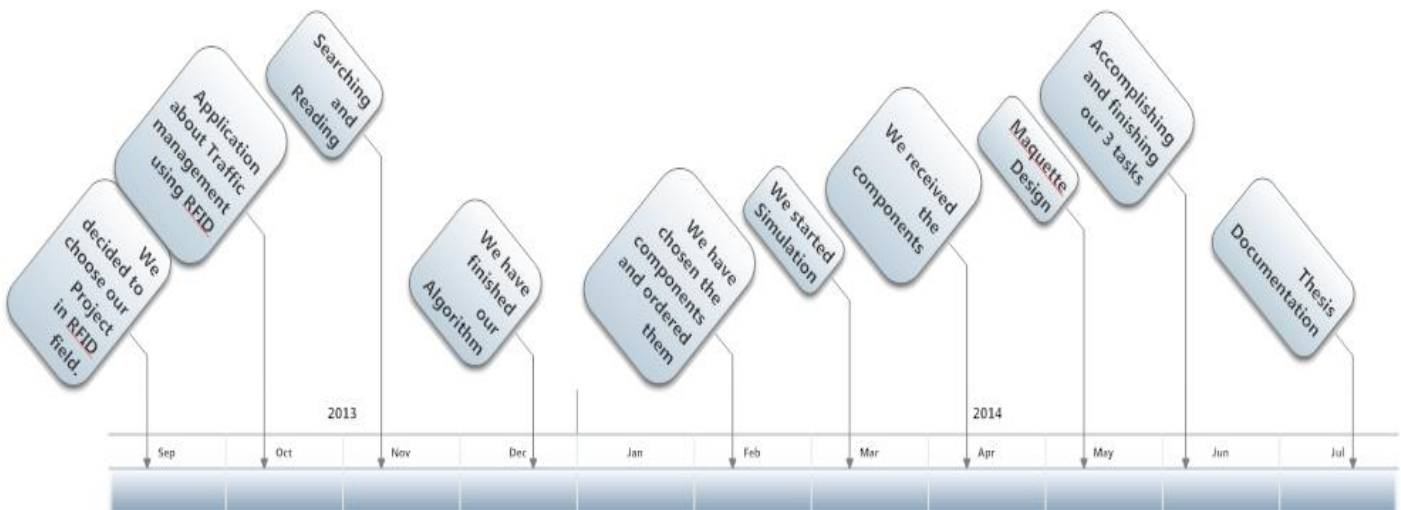 We
decided to
choose our
Project
in RFID
field.
Application
about Traffic
management
using RFID
Searching
and
Reading
We have
finished
our
Algorithm
We have
chosen the
components
and ordered
them
We started
Simulation
We received
the
components
Maquette
Design
Accomplishing
and finishing
our 3 tasks
Thesis
Documentation
2013 2014
Sep Oct Nov Dec Jan Feb Mar Apr May Jun Jul